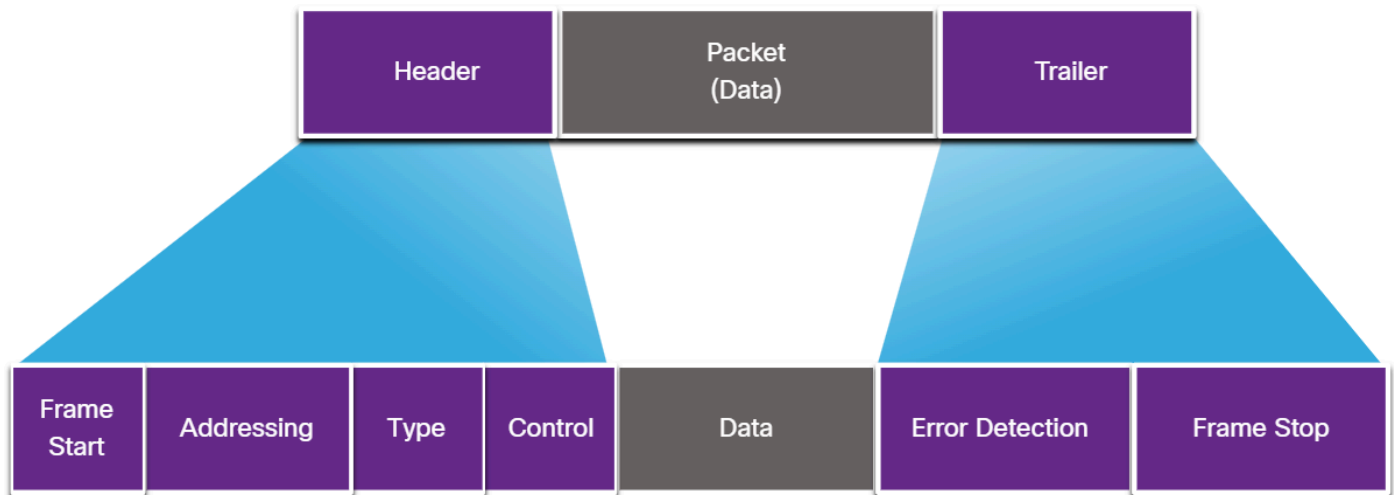 Header
Packet
(Data)
Trailer
Frame
Start
Addressing
Type
Control
Data
Error Detection
Frame Stop